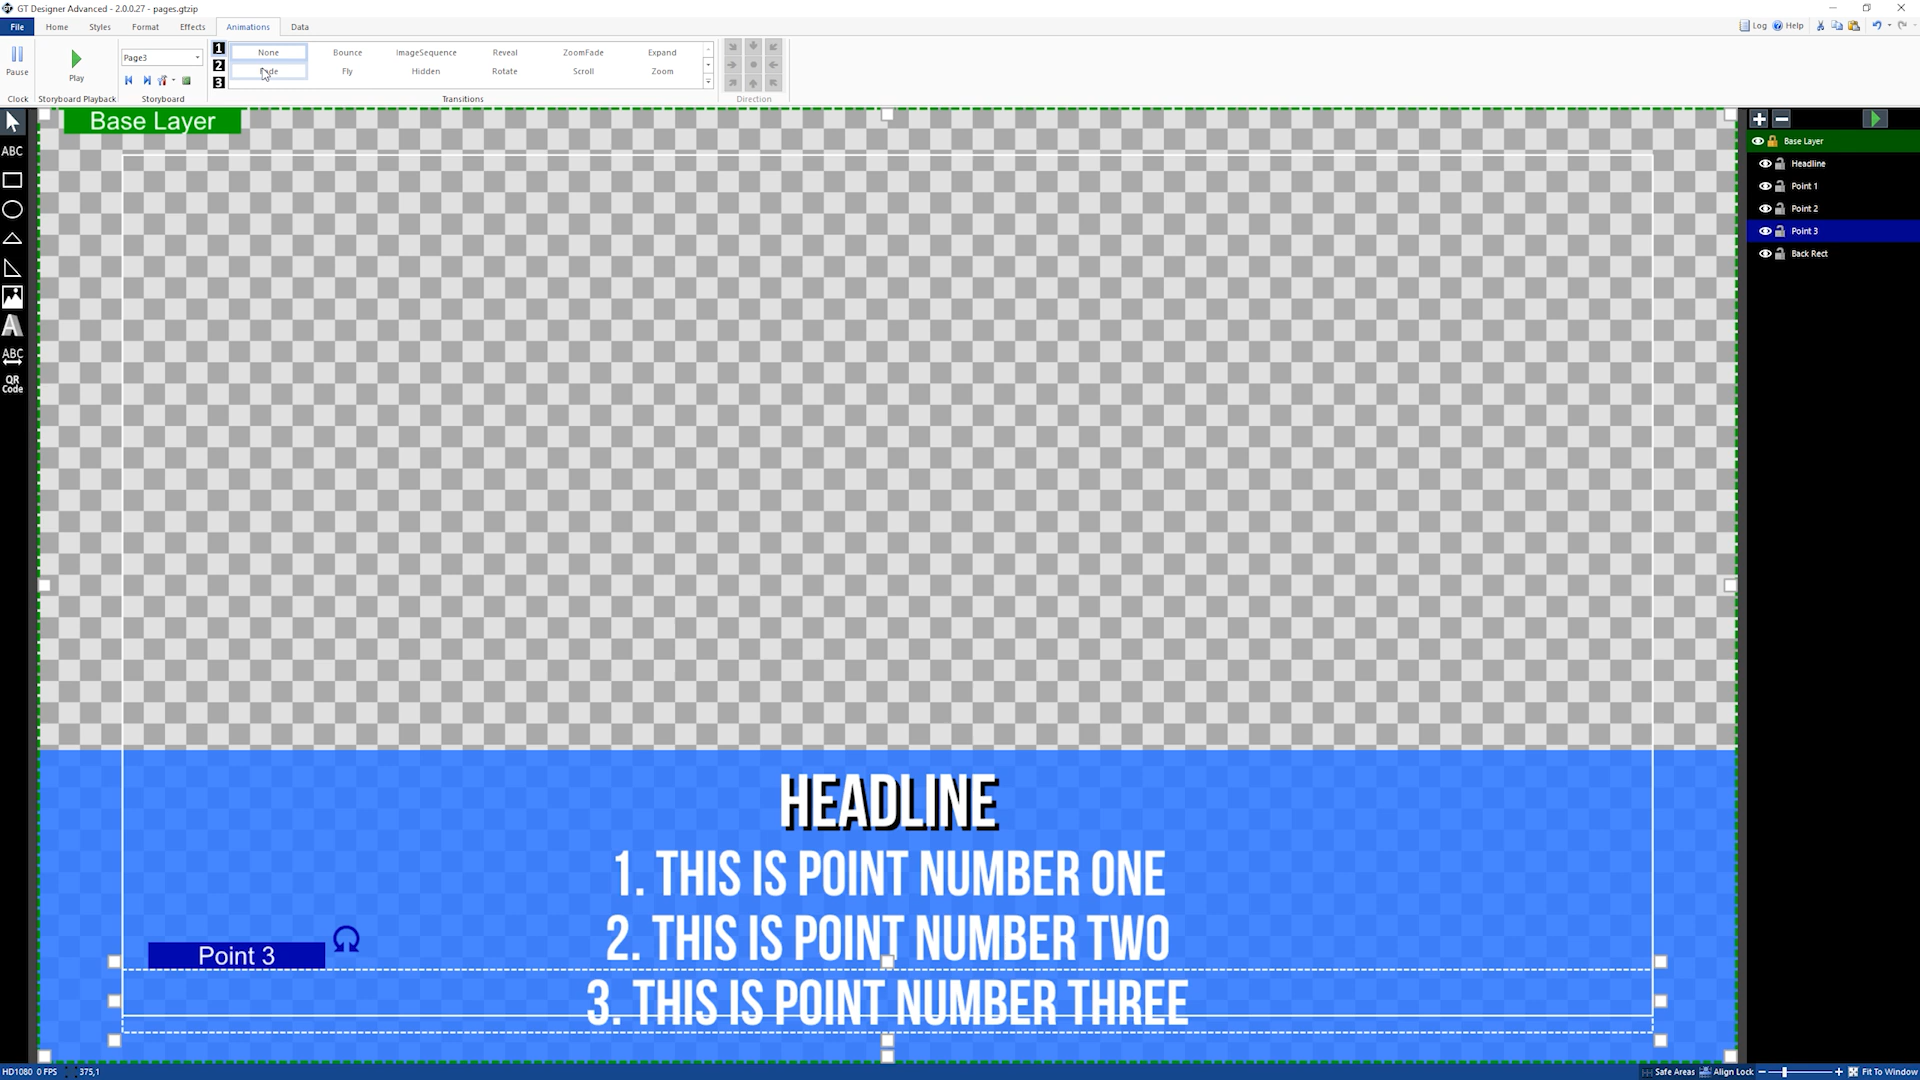 GT Designer Advanced - 2.0.0.27 - pages.gtzip
File Home Styles Format Effects Animations Data
Log Help
Pause
Play
Page3
1
2
3
None Bounce ImageSequence Reveal ZoomFade Expand
Fly Hidden Rotate Scroll Zoom
Clock Storyboard Playback Storyboard Transitions Direction
Base Layer
ABC
A
ABC
QR
Code
Base Layer
Headline
Point 1
Point 2
Point 3
Back Rect
HEADLINE
1. THIS IS POINT NUMBER ONE
2. THIS IS POINT NUMBER TWO
Point 3
3. THIS IS POINT NUMBER THREE
HD1080 0 FPS 375,1
Safe Areas Align Lock Fit To Window